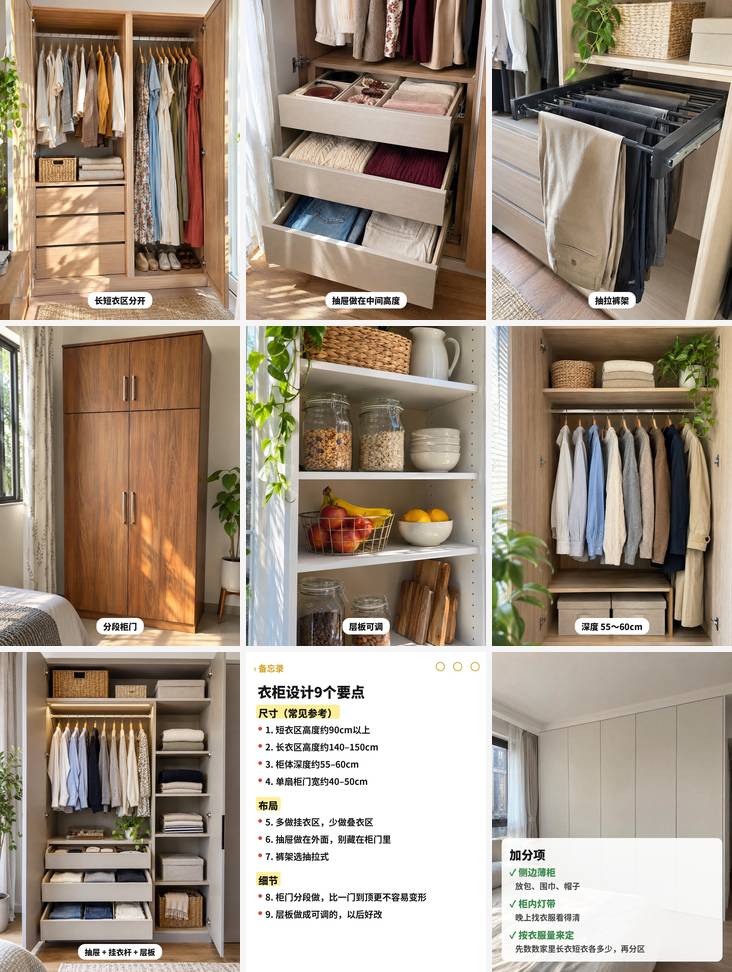 长短衣区分开
抽屉做在中间高度
抽拉裤架
分段柜门
层板可调
深度 55～60cm
抽屉 + 挂衣杆 + 层板
‹ 备忘录
衣柜设计9个要点
尺寸（常见参考）
1. 短衣区高度约90cm以上
2. 长衣区高度约140–150cm
3. 柜体深度约55–60cm
4. 单扇柜门宽约40–50cm
布局
5. 多做挂衣区，少做叠衣区
6. 抽屉做在外面，别藏在柜门里
7. 裤架选抽拉式
细节
8. 柜门分段做，比一门到顶更不容易变形
9. 层板做成可调的，以后好改
加分项
✓ 侧边薄柜
放包、围巾、帽子
✓ 柜内灯带
晚上找衣服看得清
✓ 按衣服量来定
先数数家里长衣短衣各多少，再分区